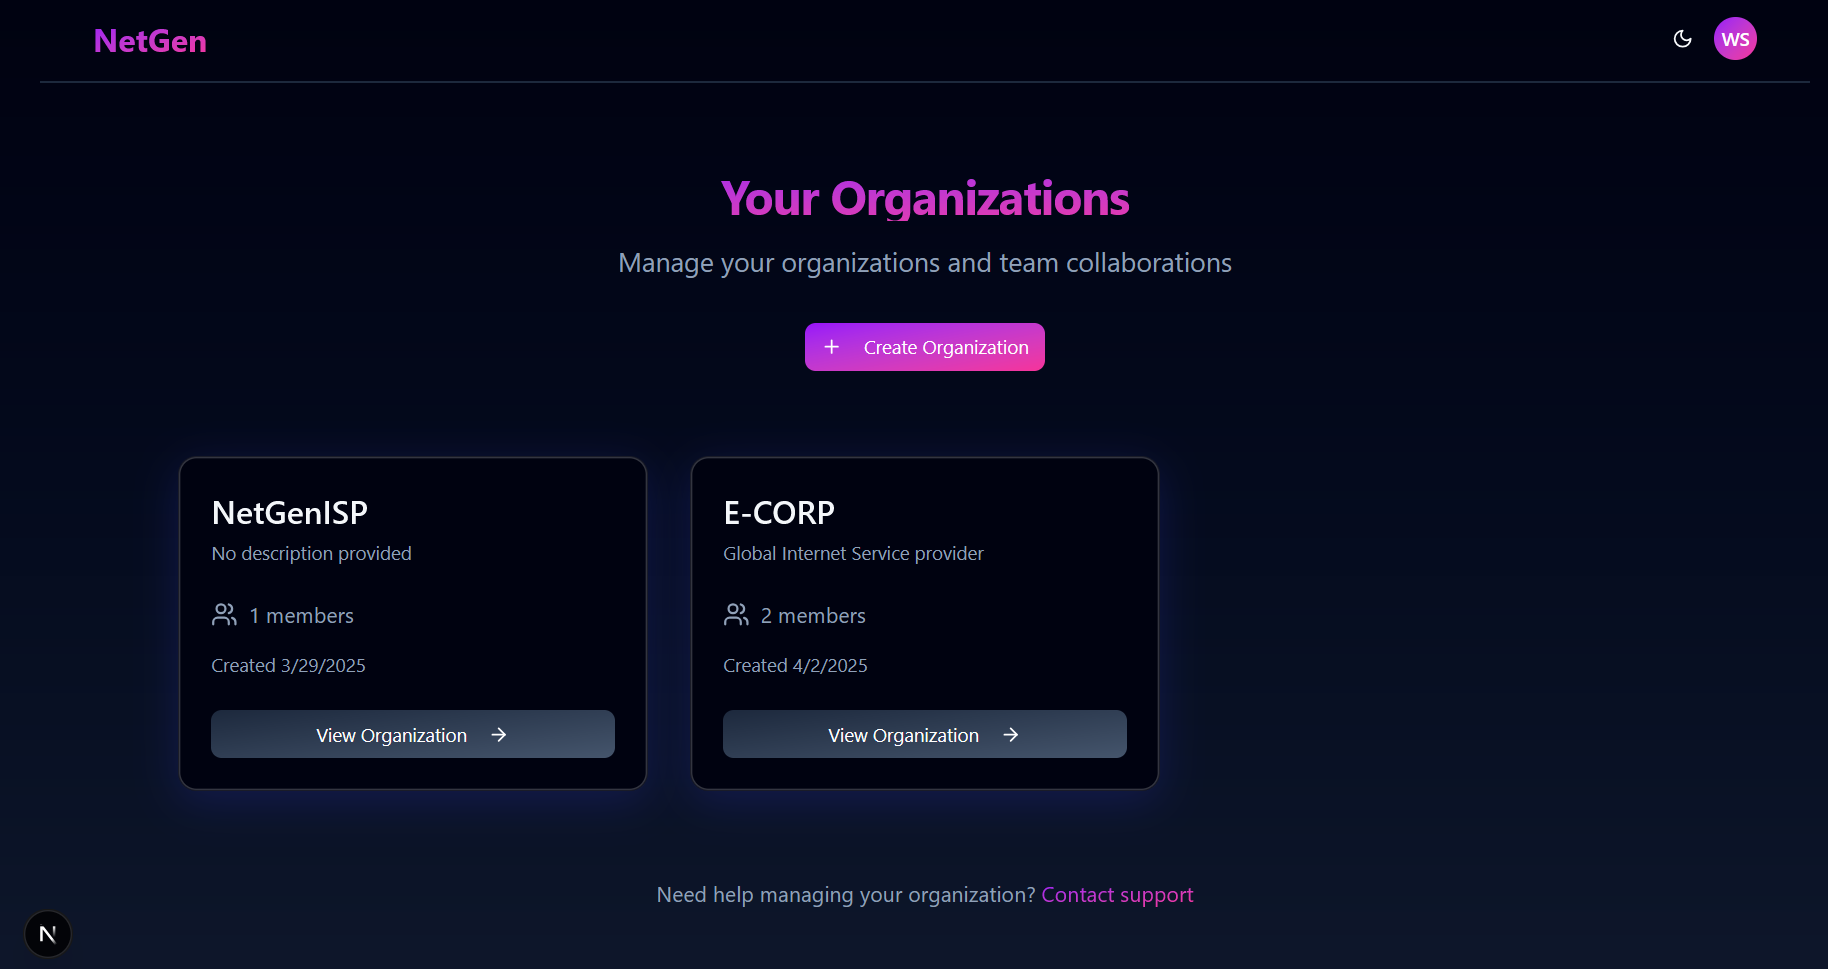 NetGen
WS
Your Organizations
Manage your organizations and team collaborations
+ Create Organization
NetGenISP
No description provided
1 members
Created 3/29/2025
View Organization →
E-CORP
Global Internet Service provider
2 members
Created 4/2/2025
View Organization →
Need help managing your organization? Contact support
N